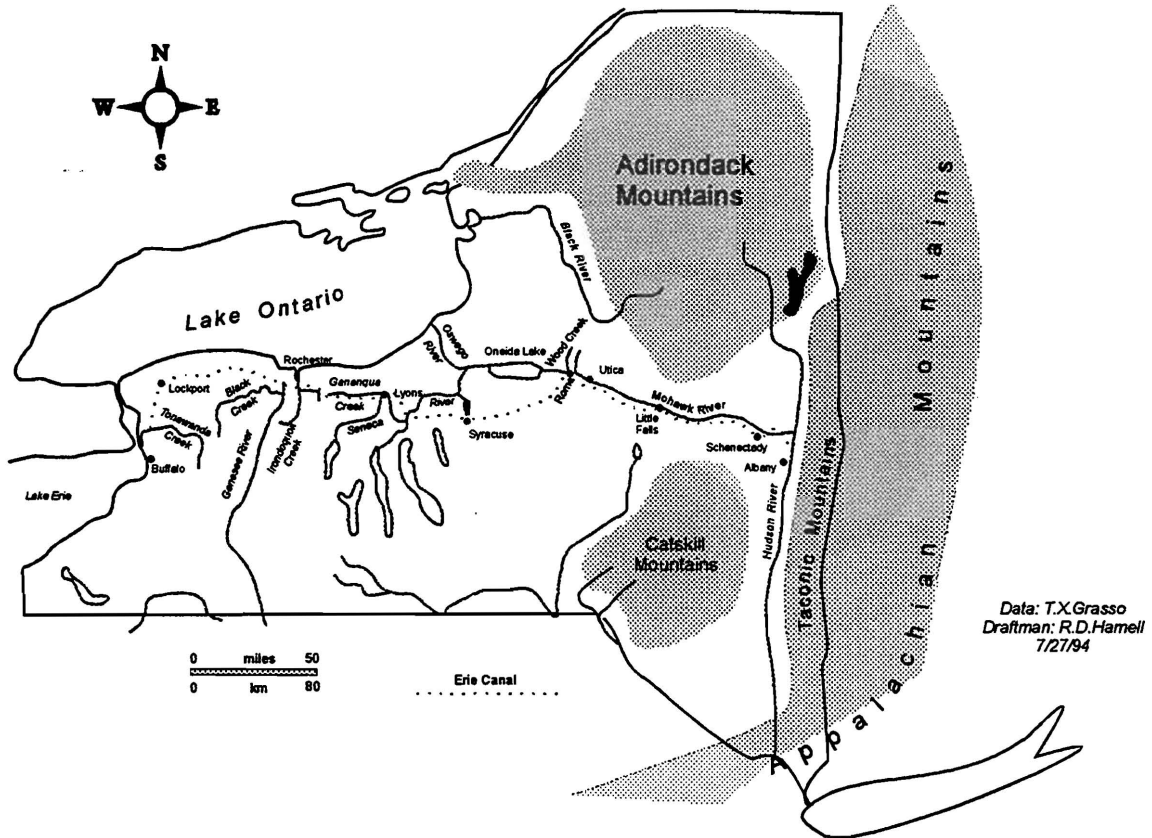 N
W E
S
Adirondack
Mountains
Black River
Lake Ontario
Oswego
River
Oneida Lake
Wood Creek
Rome
Utica
Mohawk River
Little
Falls
Schenectady
Albany
Rochester
Lockport
Black
Creek
Tonawanda
Creek
Buffalo
Genesee River
Irondoquoit
Creek
Gananqua
Creek
Lyons
Seneca
River
Syracuse
Lake Erie
Catskill
Mountains
Hudson River
Taconic Mountains
Appalachian Mountains
Data: T.X.Grasso
Draftman: R.D.Hamell
7/27/94
0 miles 50
0 km 80
Erie Canal